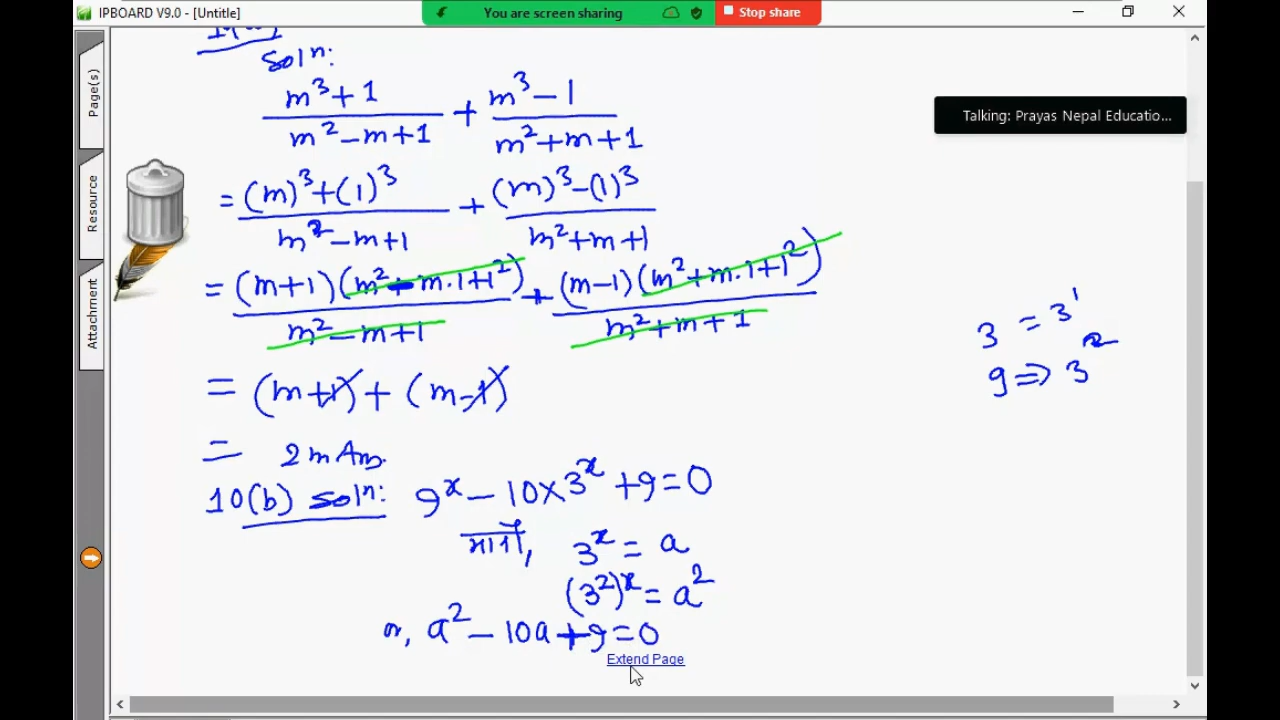 IPBOARD V9.0 - [Untitle]
You are screen sharing
Stop share
Talking: Prayas Nepal Educatio...
Page(s)
Resource
Attachment
Soln:
m³+1/m²-m+1 + m³-1/m²+m+1
= (m)³+(1)³/m²-m+1 + (m)³-(1)³/m²+m+1
= (m+1)(m²-m.1+1²)/m²-m+1 + (m-1)(m²+m.1+1²)/m²+m+1
3 = 3¹
9 => 3²
= (m+1) + (m-1)
= 2m Ans.
10(b) soln: 9ˣ - 10×3ˣ + 9 = 0
मानौं, 3ˣ = a
(3²)ˣ = a²
or, a² - 10a + 9 = 0
Extend Page